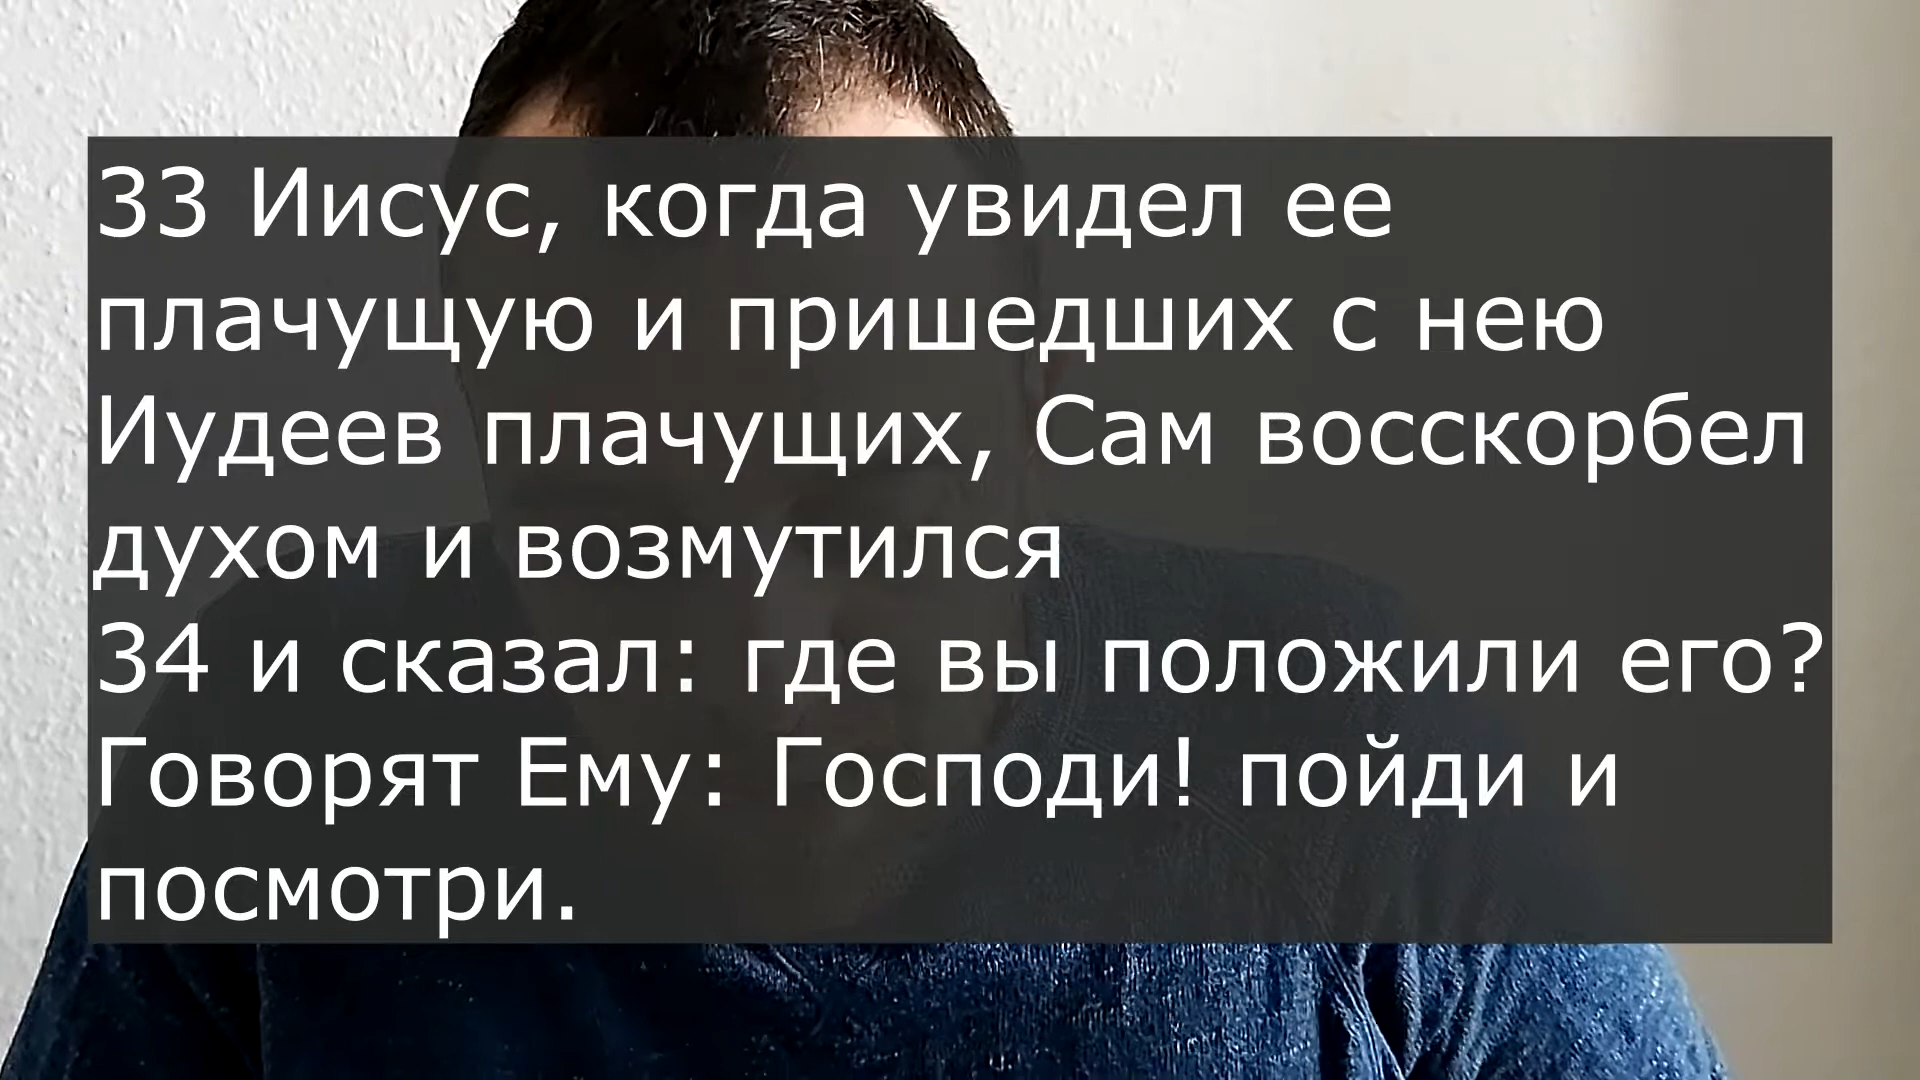 33 Иисус, когда увидел ее
плачущую и пришедших с нею
Иудеев плачущих, Сам восскорбел
духом и возмутился
34 и сказал: где вы положили его?
Говорят Ему: Господи! пойди и
посмотри.